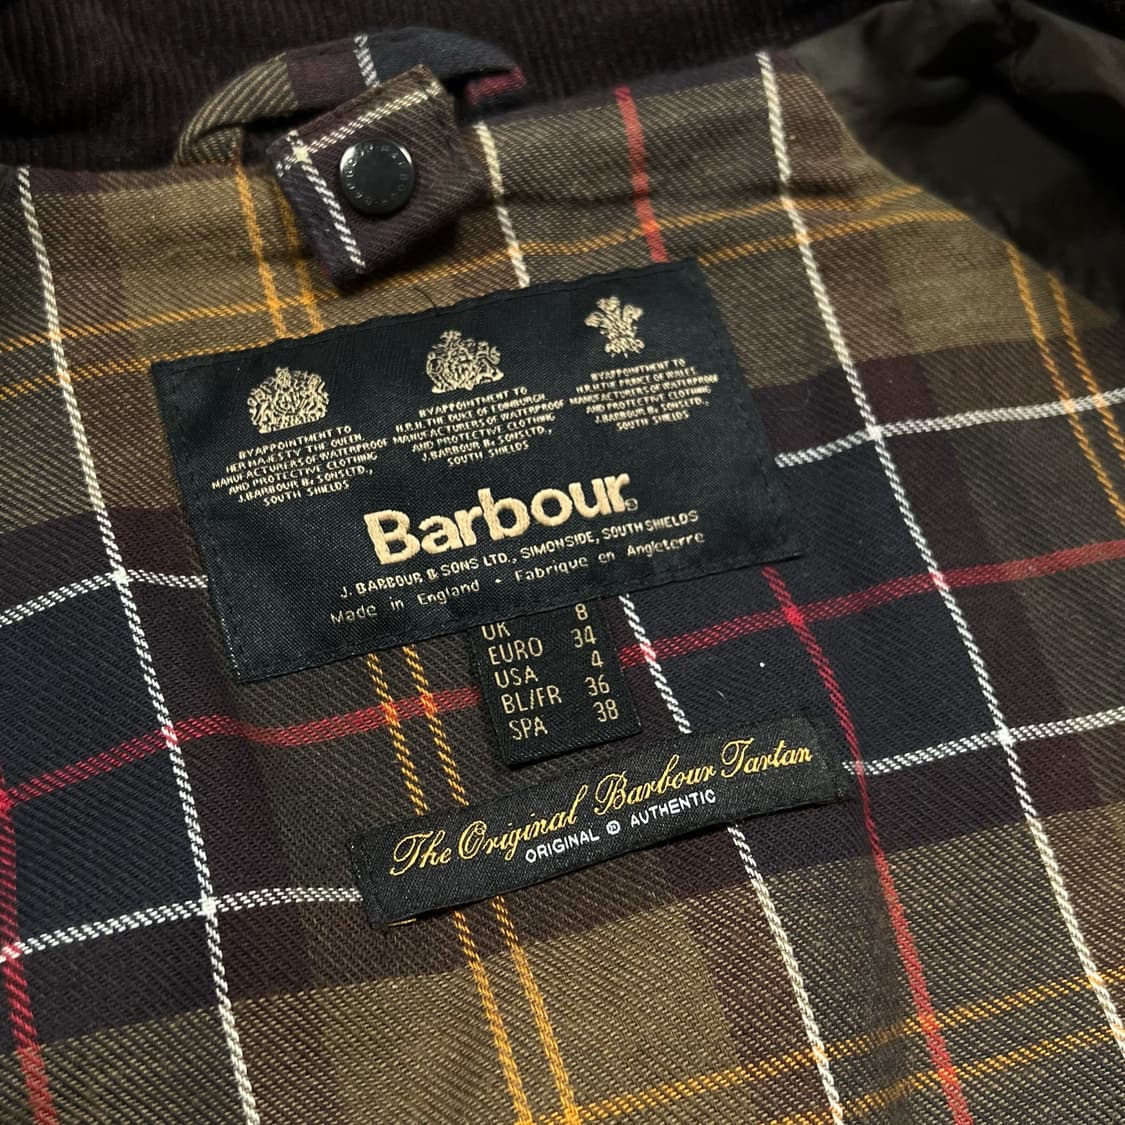 BY APPOINTMENT TO
HER MAJESTY THE QUEEN.
MANUFACTURERS OF WATERPROOF
AND PROTECTIVE CLOTHING
J. BARBOUR & SONS LTD.,
SOUTH SHIELDS
BY APPOINTMENT TO
H.R.H. THE DUKE OF EDINBURGH.
MANUFACTURERS OF WATERPROOF
AND PROTECTIVE CLOTHING
J. BARBOUR & SONS LTD.,
SOUTH SHIELDS
BY APPOINTMENT TO
H.R.H. THE PRINCE OF WALES
MANUFACTURERS OF WATERPROOF
AND PROTECTIVE CLOTHING
J. BARBOUR & SONS LTD.
SOUTH SHIELDS
Barbour®
J. BARBOUR & SONS LTD., SIMONSIDE, SOUTH SHIELDS
Made in England • Fabrique en Angleterre
UK 8
EURO 34
USA 4
BL/FR 36
SPA 38
The Original Barbour Tartan
ORIGINAL ® AUTHENTIC